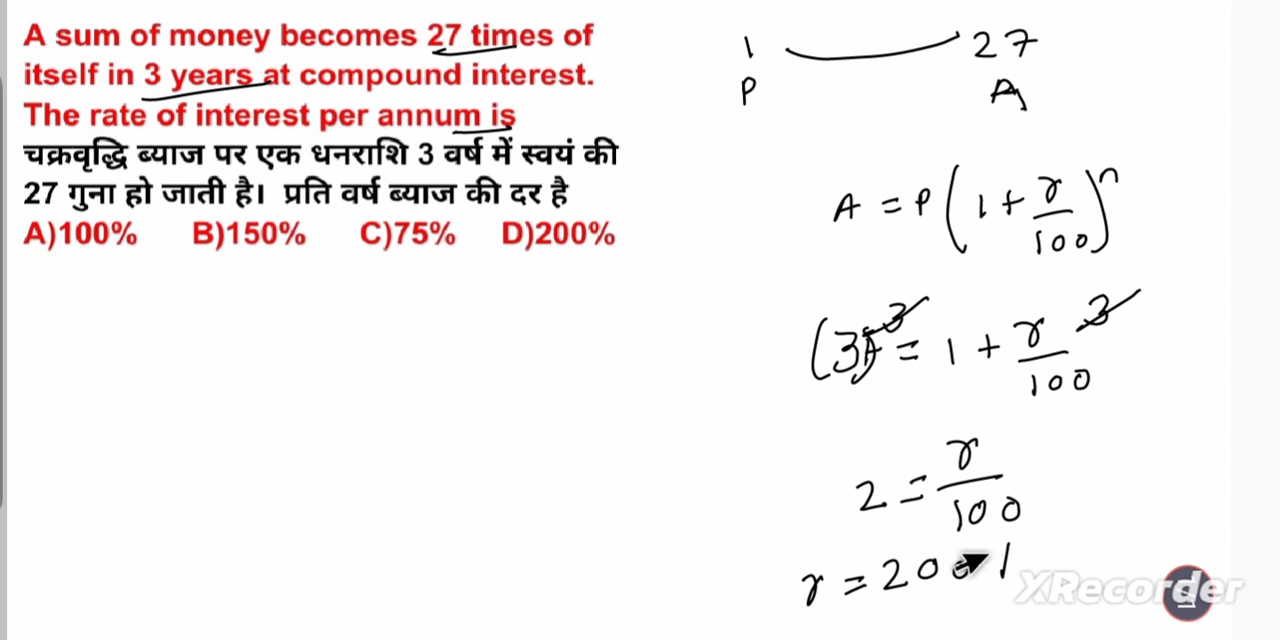 A sum of money becomes 27 times of
itself in 3 years at compound interest.
The rate of interest per annum is
चक्रवृद्धि ब्याज पर एक धनराशि 3 वर्ष में स्वयं की
27 गुना हो जाती है। प्रति वर्ष ब्याज की दर है
A)100% B)150% C)75% D)200%
1 27
P A
A = P(1 + r/100)^n
(3)^3 = 1 + r/100 3
2 = r/100
r = 200
XRecorder